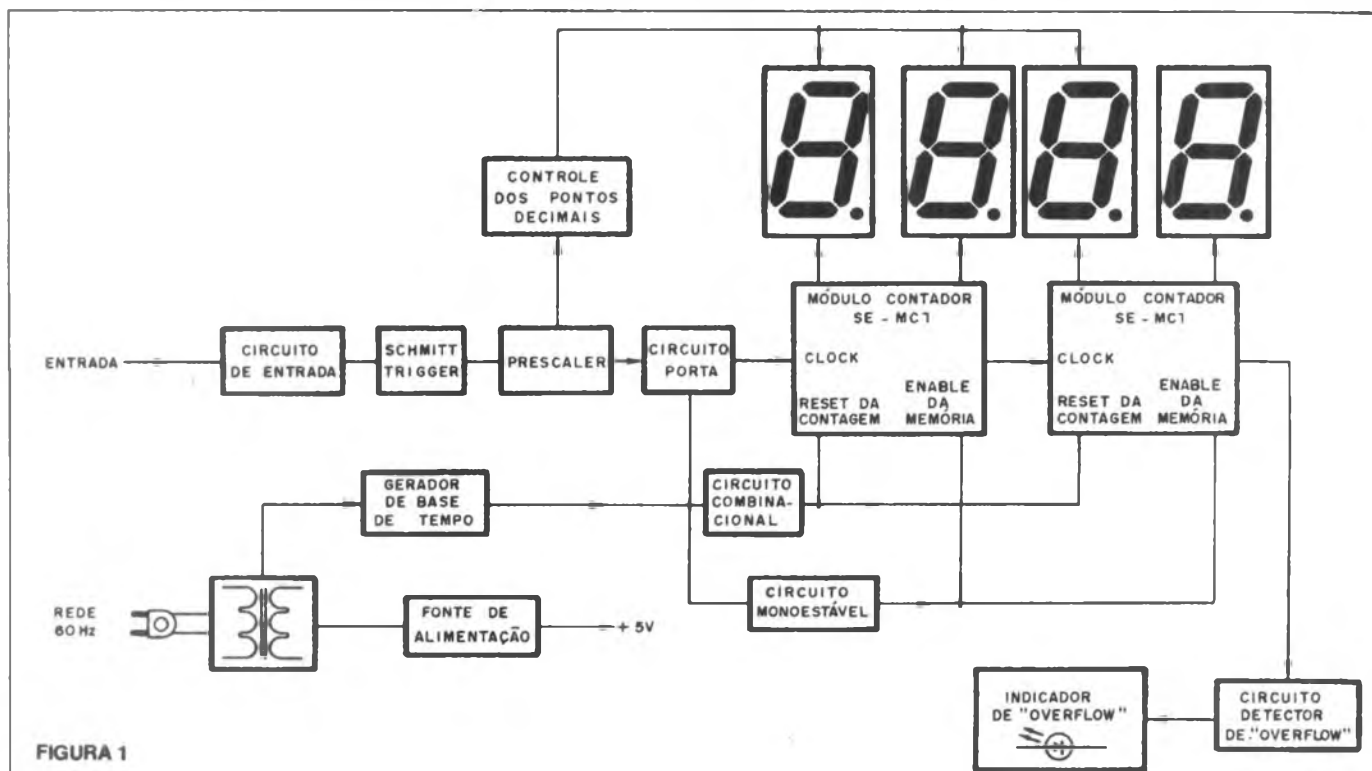 CONTROLE
DOS PONTOS
DECIMAIS
ENTRADA
CIRCUITO
DE ENTRADA
SCHMITT
TRIGGER
PRESCALER
CIRCUITO
PORTA
MÓDULO CONTADOR
SE - MC1
CLOCK
RESET DA
CONTAGEM
ENABLE
DA
MEMÓRIA
MÓDULO CONTADOR
SE - MC1
CLOCK
RESET DA
CONTAGEM
ENABLE
DA
MEMÓRIA
GERADOR
DE BASE
DE TEMPO
CIRCUITO
COMBINA-
CIONAL
REDE
60 Hz
FONTE DE
ALIMENTAÇÃO
+ 5V
CIRCUITO
MONOESTÁVEL
INDICADOR
DE "OVERFLOW"
CIRCUITO
DETECTOR
DE "OVERFLOW"
FIGURA 1